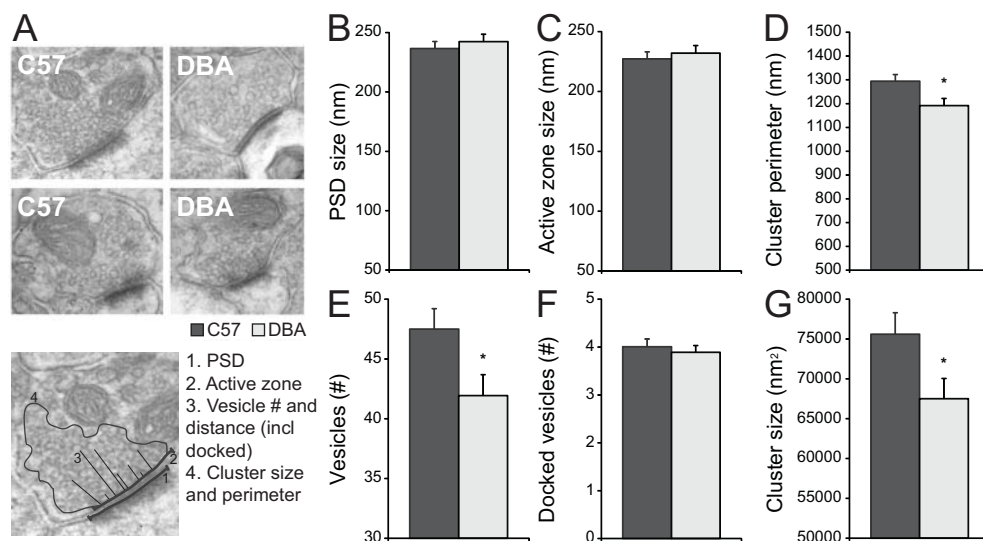 A
C57
DBA
C57
DBA
C57 DBA
4
3
2
1
1. PSD
2. Active zone
3. Vesicle # and
distance (incl
docked)
4. Cluster size
and perimeter
B
PSD size (nm)
250
200
150
100
50
C
Active zone size (nm)
250
200
150
100
50
D
Cluster perimeter (nm)
1500
1400
1300
1200
1100
1000
900
800
700
600
500
*
E
Vesicles (#)
50
45
40
35
30
*
F
Docked vesicles (#)
5
4
3
2
1
0
G
Cluster size (nm²)
80000
75000
70000
65000
60000
55000
50000
*